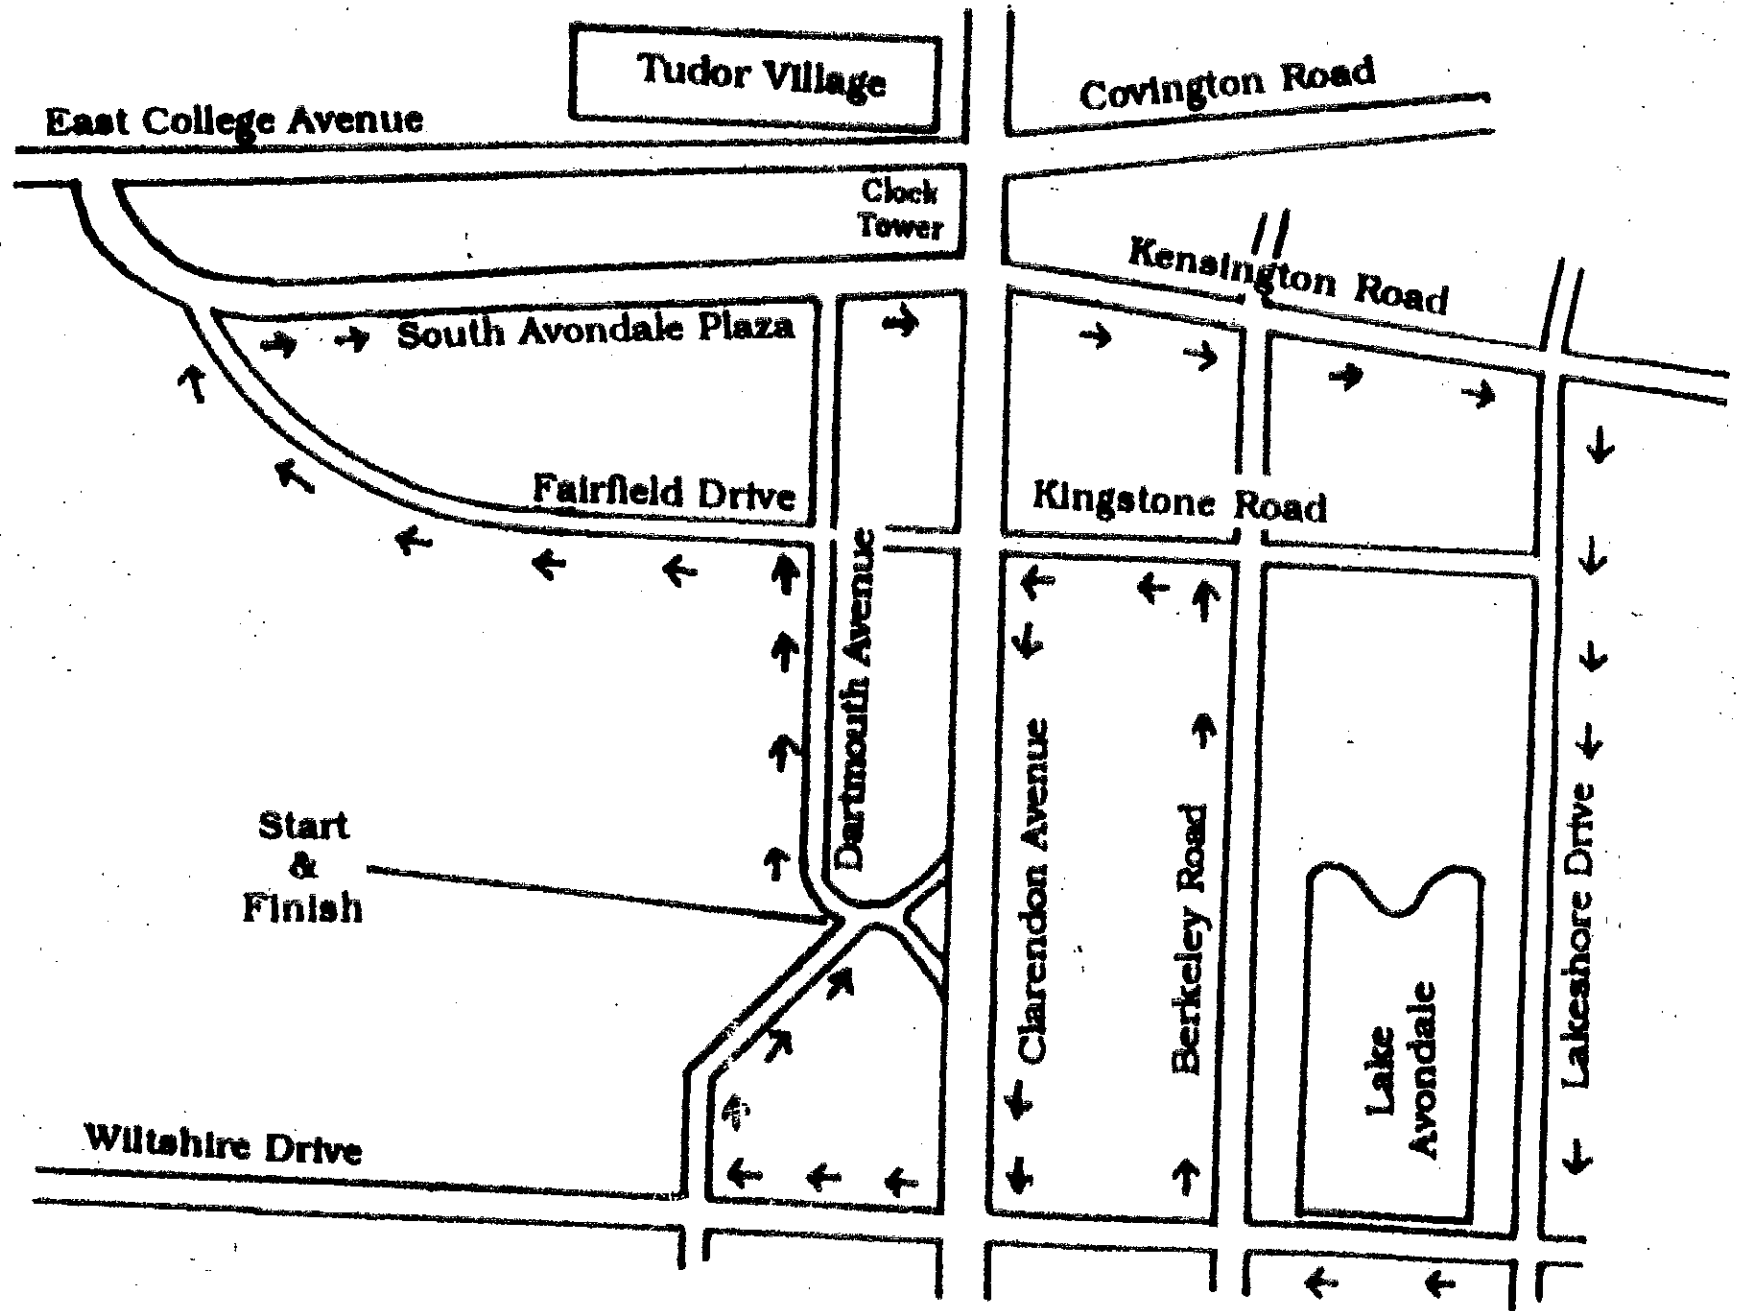 Tudor Village
Covington Road
East College Avenue
Clock
Tower
Kensington Road
South Avondale Plaza
Fairfield Drive
Kingstone Road
Dartmouth Avenue
Clarendon Avenue
Berkeley Road
Lakeshore Drive
Start
&
Finish
Lake
Avondale
Wiltshire Drive